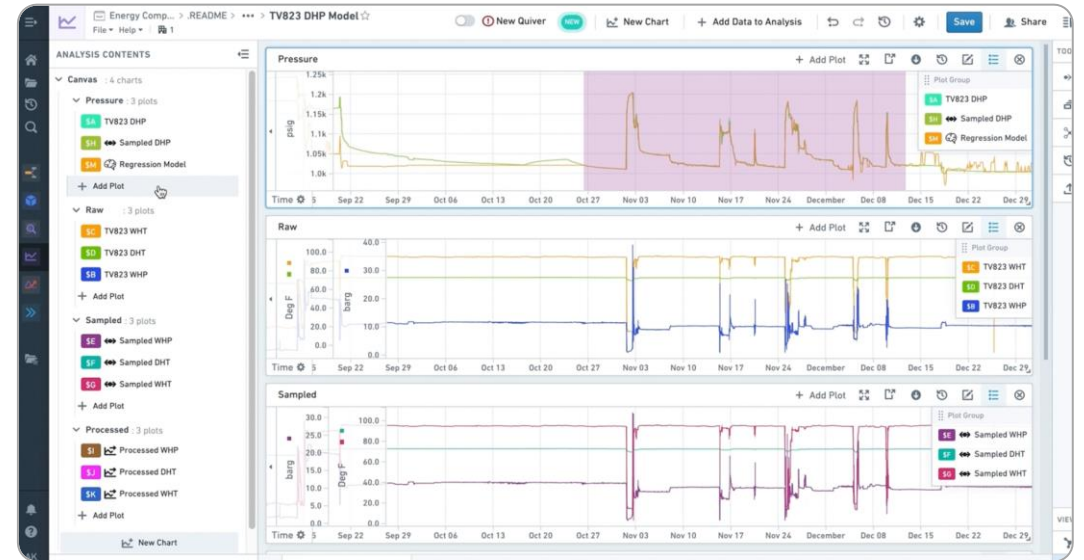 Energy Comp... > .README > ••• > TV823 DHP Model
File Help 1
New Quiver NEW New Chart + Add Data to Analysis Save Share
ANALYSIS CONTENTS
Canvas : 4 charts
Pressure : 3 plots
$A TV823 DHP
$H Sampled DHP
$M Regression Model
+ Add Plot
Raw : 3 plots
$C TV823 WHT
$D TV823 DHT
$B TV823 WHP
+ Add Plot
Sampled : 3 plots
$E Sampled WHP
$F Sampled DHT
$G Sampled WHT
+ Add Plot
Processed : 3 plots
$I Processed WHP
$J Processed DHT
$K Processed WHT
+ Add Plot
New Chart
Pressure
+ Add Plot
Plot Group
$A TV823 DHP
$H Sampled DHP
$M Regression Model
psig
1.25k
1.2k
1.15k
1.1k
1.05k
1.0k
Time 5 Sep 22 Sep 29 Oct 06 Oct 13 Oct 20 Oct 27 Nov 03 Nov 10 Nov 17 Nov 24 December Dec 08 Dec 15 Dec 22 Dec 29
Raw
+ Add Plot
Plot Group
$C TV823 WHT
$D TV823 DHT
$B TV823 WHP
Deg F
100.0
80.0
60.0
40.0
20.0
0.0
barg
40.0
30.0
20.0
10.0
0.0
Time 5 Sep 22 Sep 29 Oct 06 Oct 13 Oct 20 Oct 27 Nov 03 Nov 10 Nov 17 Nov 24 December Dec 08 Dec 15 Dec 22 Dec 29
Sampled
+ Add Plot
Plot Group
$E Sampled WHP
$F Sampled DHT
$G Sampled WHT
barg
30.0
25.0
20.0
15.0
10.0
5.0
0.0
Deg F
100.0
80.0
60.0
40.0
20.0
0.0
Time 5 Sep 22 Sep 29 Oct 06 Oct 13 Oct 20 Oct 27 Nov 03 Nov 10 Nov 17 Nov 24 December Dec 08 Dec 15 Dec 22 Dec 29
TOO
VIEW
AK